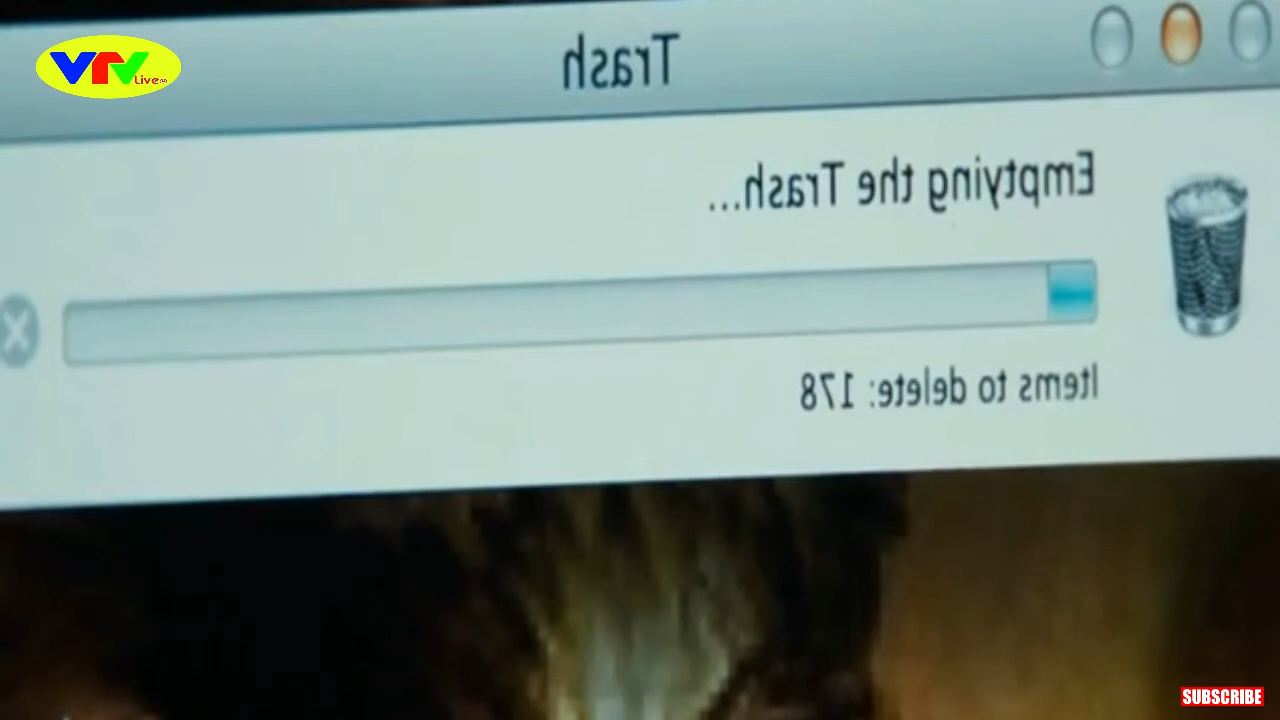 VTV
Live
Trash
Emptying the Trash...
Items to delete: 178
SUBSCRIBE